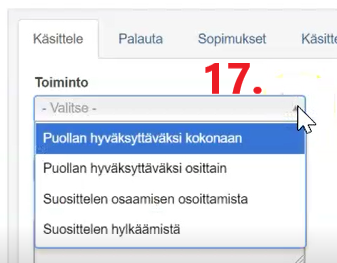 Käsittele Palauta Sopimukset Käsitte
Toiminto
17.
- Valitse -
Puollan hyväksyttäväksi kokonaan
Puollan hyväksyttäväksi osittain
Suosittelen osaamisen osoittamista
Suosittelen hylkäämistä